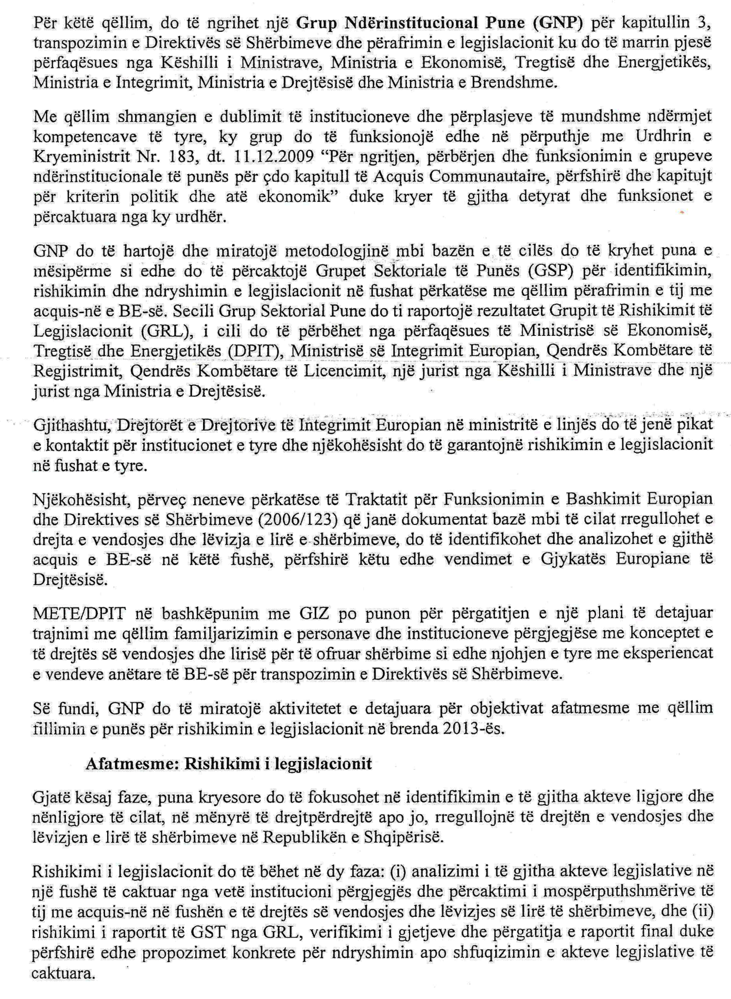 Për këtë qëllim, do të ngrihet një Grup Ndërinstitucional Pune (GNP) për kapitullin 3,
transpozimin e Direktivës së Shërbimeve dhe përafrimin e legjislacionit ku do të marrin pjesë
përfaqësues nga Këshilli i Ministrave, Ministria e Ekonomisë, Tregtisë dhe Energjetikës,
Ministria e Integrimit, Ministria e Drejtësisë dhe Ministria e Brendshme.
Me qëllim shmangien e dublimit të institucioneve dhe përplasjeve të mundshme ndërmjet
kompetencave të tyre, ky grup do të funksionojë edhe në përputhje me Urdhrin e
Kryeministrit Nr. 183, dt. 11.12.2009 “Për ngritjen, përbërjen dhe funksionimin e grupeve
ndërinstitucionale të punës për çdo kapitull të Acquis Communautaire, përfshirë dhe kapitujt
për kriterin politik dhe atë ekonomik” duke kryer të gjitha detyrat dhe funksionet e
përcaktuara nga ky urdhër.
GNP do të hartojë dhe miratojë metodologjinë mbi bazën e të cilës do të kryhet puna e
mësipërme si edhe do të përcaktojë Grupet Sektoriale të Punës (GSP) për identifikimin,
rishikimin dhe ndryshimin e legjislacionit në fushat përkatëse me qëllim përafrimin e tij me
acquis-në e BE-së. Secili Grup Sektorial Pune do ti raportojë rezultatet Grupit të Rishikimit të
Legjislacionit (GRL), i cili do të përbëhet nga përfaqësues të Ministrisë së Ekonomisë,
Tregtisë dhe Energjetikës (DPIT), Ministrisë së Integrimit Europian, Qendrës Kombëtare të
Regjistrimit, Qendrës Kombëtare të Licencimit, një jurist nga Këshilli i Ministrave dhe një
jurist nga Ministria e Drejtësisë.
Gjithashtu, Drejtorët e Drejtorive të Integrimit Europian në ministritë e linjës do të jenë pikat
e kontaktit për institucionet e tyre dhe njëkohësisht do të garantojnë rishikimin e legjislacionit
në fushat e tyre.
Njëkohësisht, përveç neneve përkatëse të Traktatit për Funksionimin e Bashkimit Europian
dhe Direktives së Shërbimeve (2006/123) që janë dokumentat bazë mbi të cilat rregullohet e
drejta e vendosjes dhe lëvizja e lirë e shërbimeve, do të identifikohet dhe analizohet e gjithë
acquis e BE-së në këtë fushë, përfshirë këtu edhe vendimet e Gjykatës Europiane të
Drejtësisë.
METE/DPIT në bashkëpunim me GIZ po punon për përgatitjen e një plani të detajuar
trajnimi me qëllim familjarizimin e personave dhe institucioneve përgjegjëse me konceptet e
të drejtës së vendosjes dhe lirisë për të ofruar shërbime si edhe njohjen e tyre me eksperiencat
e vendeve anëtare të BE-së për transpozimin e Direktivës së Shërbimeve.
Së fundi, GNP do të miratojë aktivitetet e detajuara për objektivat afatmesme me qëllim
fillimin e punës për rishikimin e legjislacionit në brenda 2013-ës.
Afatmesme: Rishikimi i legjislacionit
Gjatë kësaj faze, puna kryesore do të fokusohet në identifikimin e të gjitha akteve ligjore dhe
nënligjore të cilat, në mënyrë të drejtpërdrejtë apo jo, rregullojnë të drejtën e vendosjes dhe
lëvizjen e lirë të shërbimeve në Republikën e Shqipërisë.
Rishikimi i legjislacionit do të bëhet në dy faza: (i) analizimi i të gjitha akteve legjislative në
një fushë të caktuar nga vetë institucioni përgjegjës dhe përcaktimi i mospërputhshmërive të
tij me acquis-në në fushën e të drejtës së vendosjes dhe lëvizjes së lirë të shërbimeve, dhe (ii)
rishikimi i raportit të GST nga GRL, verifikimi i gjetjeve dhe përgatitja e raportit final duke
përfshirë edhe propozimet konkrete për ndryshimin apo shfuqizimin e akteve legjislative të
caktuara.